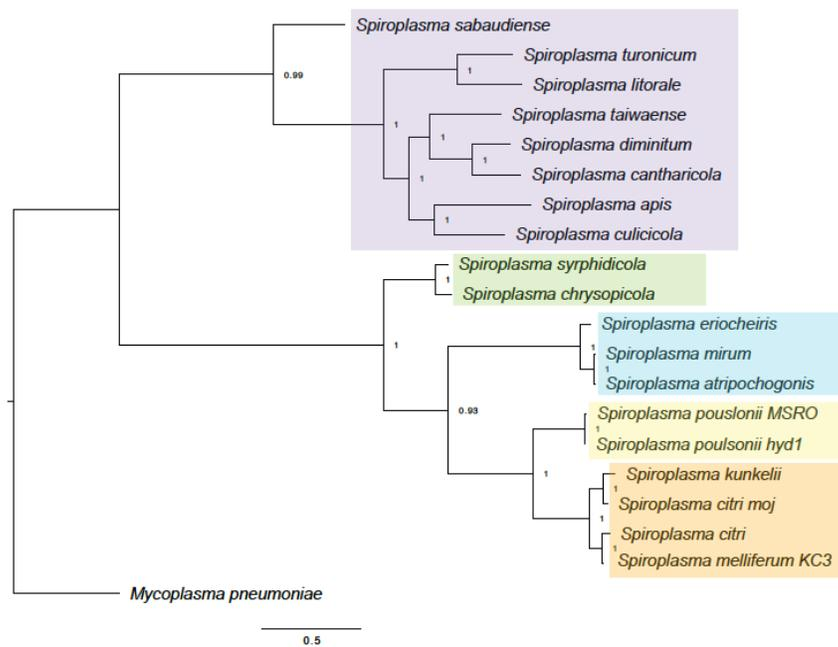 Spiroplasma sabaudiense
Spiroplasma turonicum
0.99
1
Spiroplasma litorale
Spiroplasma taiwaense
1
1
Spiroplasma diminitum
1
Spiroplasma cantharicola
1
Spiroplasma apis
1
Spiroplasma culicicola
Spiroplasma syrphidicola
1
Spiroplasma chrysopicola
Spiroplasma eriocheiris
1
1
Spiroplasma mirum
1
Spiroplasma atripochogonis
0.93
Spiroplasma pouslonii MSRO
1
Spiroplasma poulsonii hyd1
1
Spiroplasma kunkelii
1
Spiroplasma citri moj
1
Spiroplasma citri
1
Spiroplasma melliferum KC3
Mycoplasma pneumoniae
0.5